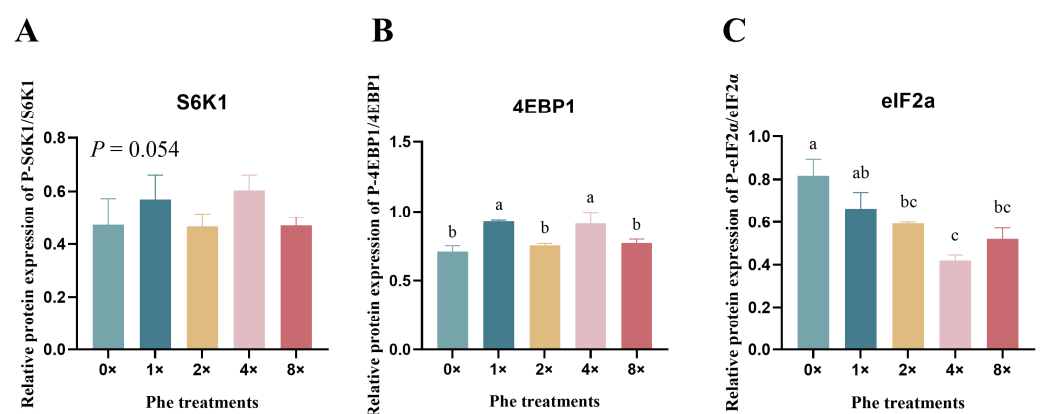 A
S6K1
Relative protein expression of P-S6K1/S6K1
P = 0.054
0.8
0.6
0.4
0.2
0.0
0× 1× 2× 4× 8×
Phe treatments
B
4EBP1
Relative protein expression of P-4EBP1/4EBP1
1.5
1.0
0.5
0.0
b a b a b
0× 1× 2× 4× 8×
Phe treatments
C
eIF2a
Relative protein expression of P-eIF2α/eIF2α
1.0
0.8
0.6
0.4
0.2
0.0
a ab bc c bc
0× 1× 2× 4× 8×
Phe treatments